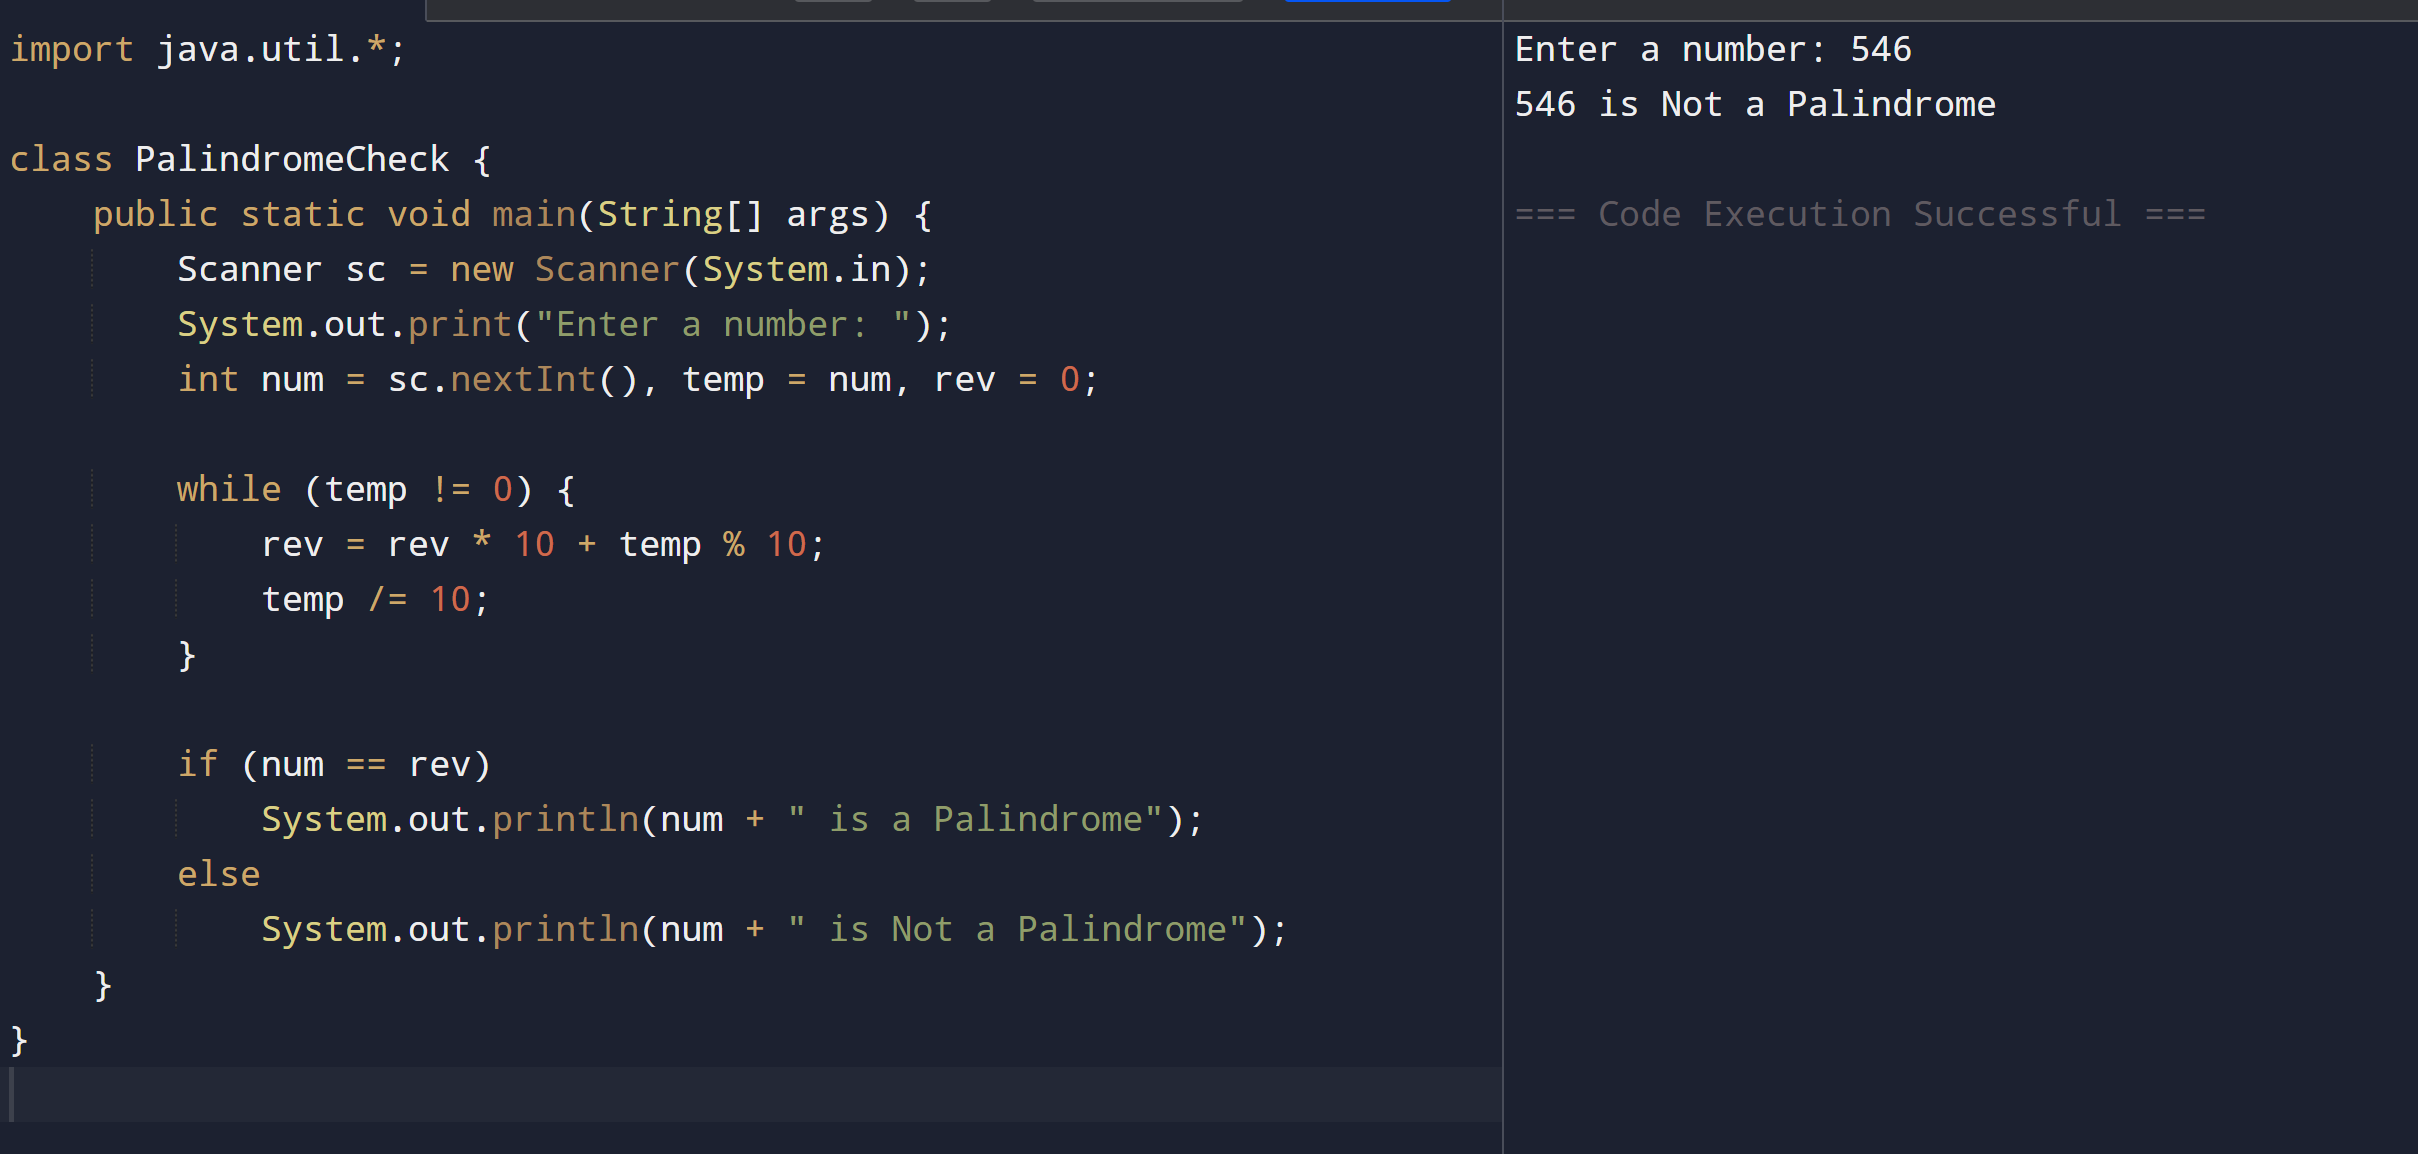 import java.util.*;
class PalindromeCheck {
    public static void main(String[] args) {
        Scanner sc = new Scanner(System.in);
        System.out.print("Enter a number: ");
        int num = sc.nextInt(), temp = num, rev = 0;
        while (temp != 0) {
            rev = rev * 10 + temp % 10;
            temp /= 10;
        }
        if (num == rev)
            System.out.println(num + " is a Palindrome");
        else
            System.out.println(num + " is Not a Palindrome");
    }
}
Enter a number: 546
546 is Not a Palindrome
=== Code Execution Successful ===